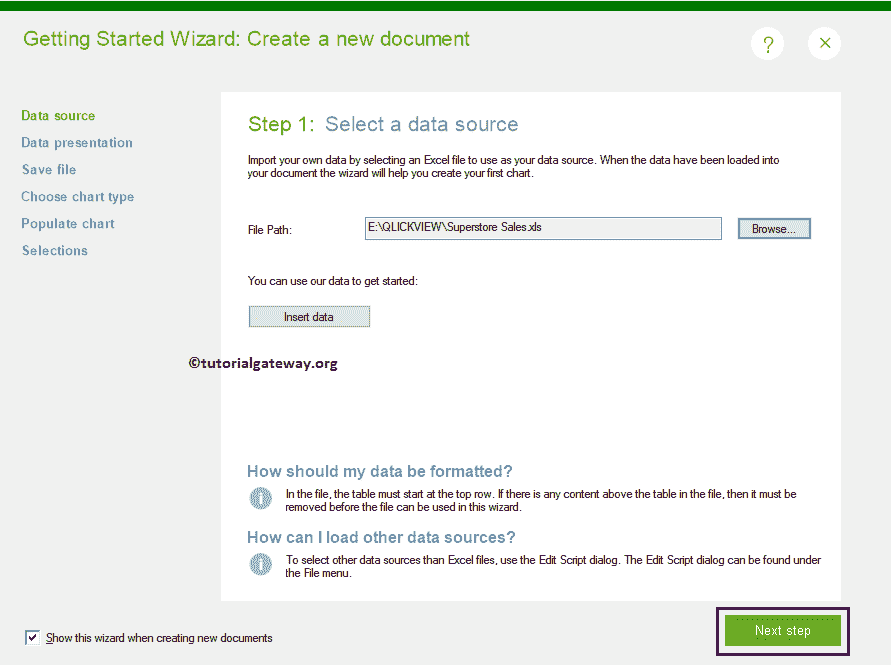 Getting Started Wizard: Create a new document
?
Data source
Data presentation
Save file
Choose chart type
Populate chart
Selections
Step 1: Select a data source
Import your own data by selecting an Excel file to use as your data source. When the data have been loaded into
your document the wizard will help you create your first chart.
File Path:
E:\QLICKVIEW\Superstore Sales.xls
Browse...
You can use our data to get started:
Insert data
©tutorialgateway.org
How should my data be formatted?
In the file, the table must start at the top row. If there is any content above the table in the file, then it must be
removed before the file can be used in this wizard.
How can I load other data sources?
To select other data sources than Excel files, use the Edit Script dialog. The Edit Script dialog can be found under
the File menu.
Show this wizard when creating new documents
Next step